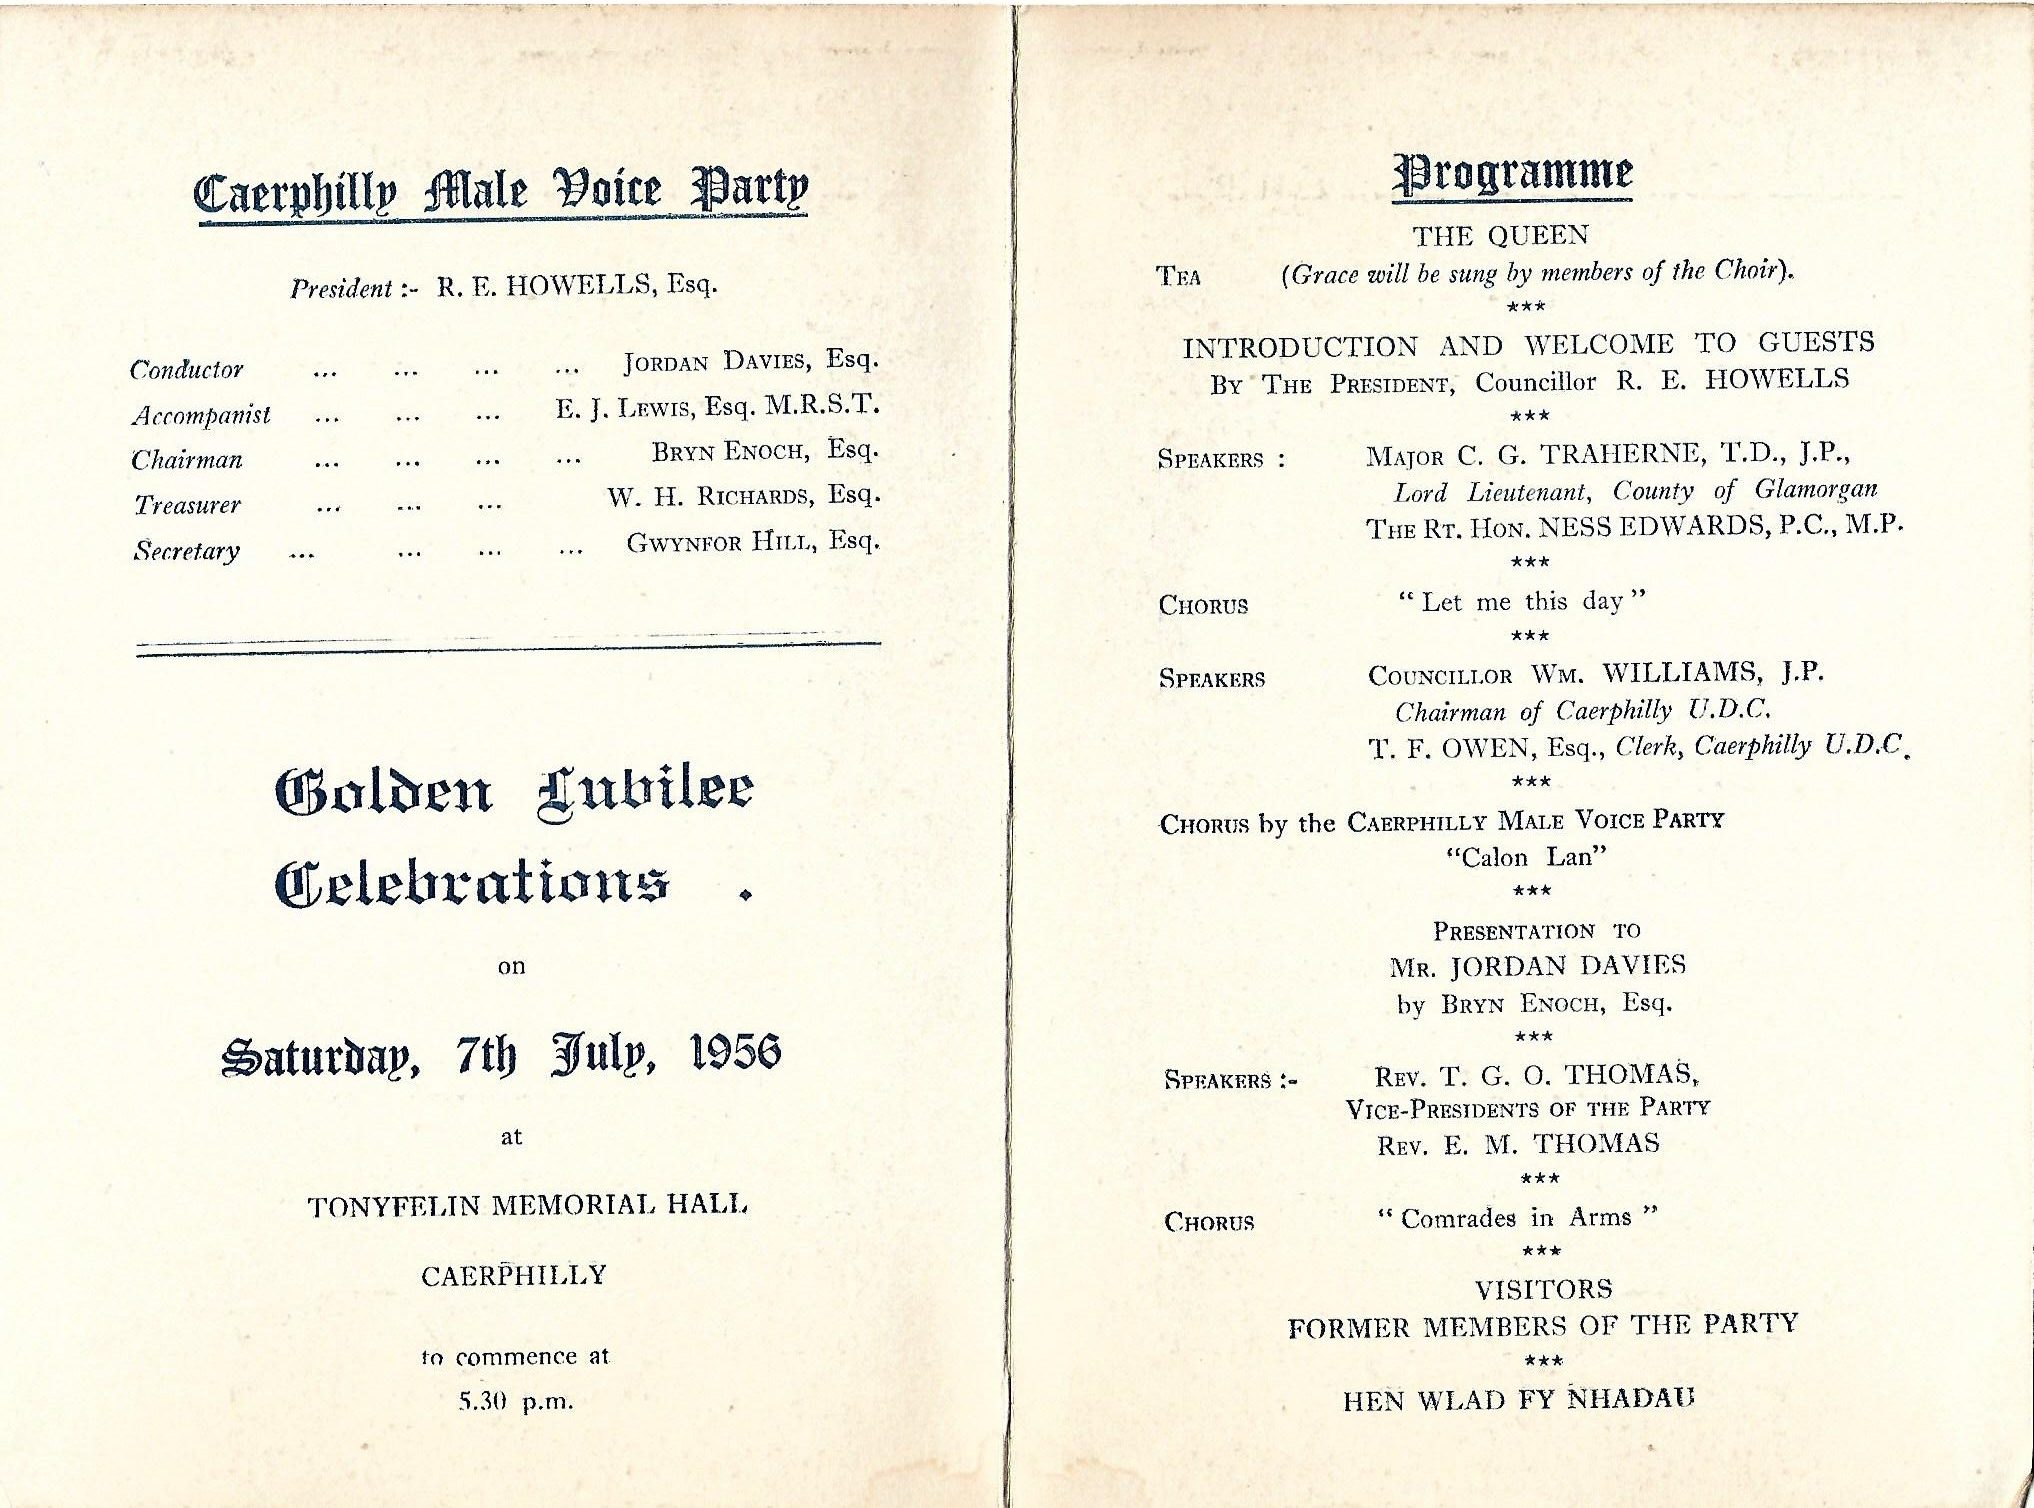 Caerphilly Male Voice Party
President :- R. E. HOWELLS, Esq.
Conductor ... ... ... ... JORDAN DAVIES, Esq.
Accompanist ... ... ... E. J. LEWIS, Esq. M.R.S.T.
Chairman ... ... ... ... BRYN ENOCH, Esq.
Treasurer ... ... ... W. H. RICHARDS, Esq.
Secretary ... ... ... ... GWYNFOR HILL, Esq.
Golden Jubilee
Celebrations .
on
Saturday, 7th July, 1956
at
TONYFELIN MEMORIAL HALL
CAERPHILLY
to commence at
5.30 p.m.
Programme
THE QUEEN
TEA (Grace will be sung by members of the Choir).
***
INTRODUCTION AND WELCOME TO GUESTS
BY THE PRESIDENT, Councillor R. E. HOWELLS
***
SPEAKERS : MAJOR C. G. TRAHERNE, T.D., J.P.,
Lord Lieutenant, County of Glamorgan
THE RT. HON. NESS EDWARDS, P.C., M.P.
***
CHORUS " Let me this day "
***
SPEAKERS COUNCILLOR WM. WILLIAMS, J.P.
Chairman of Caerphilly U.D.C.
T. F. OWEN, Esq., Clerk, Caerphilly U.D.C.
***
CHORUS by the CAERPHILLY MALE VOICE PARTY
"Calon Lan"
***
PRESENTATION TO
MR. JORDAN DAVIES
by BRYN ENOCH, Esq.
***
SPEAKERS :- REV. T. G. O. THOMAS,
VICE-PRESIDENTS OF THE PARTY
REV. E. M. THOMAS
***
CHORUS " Comrades in Arms "
***
VISITORS
FORMER MEMBERS OF THE PARTY
***
HEN WLAD FY NHADAU